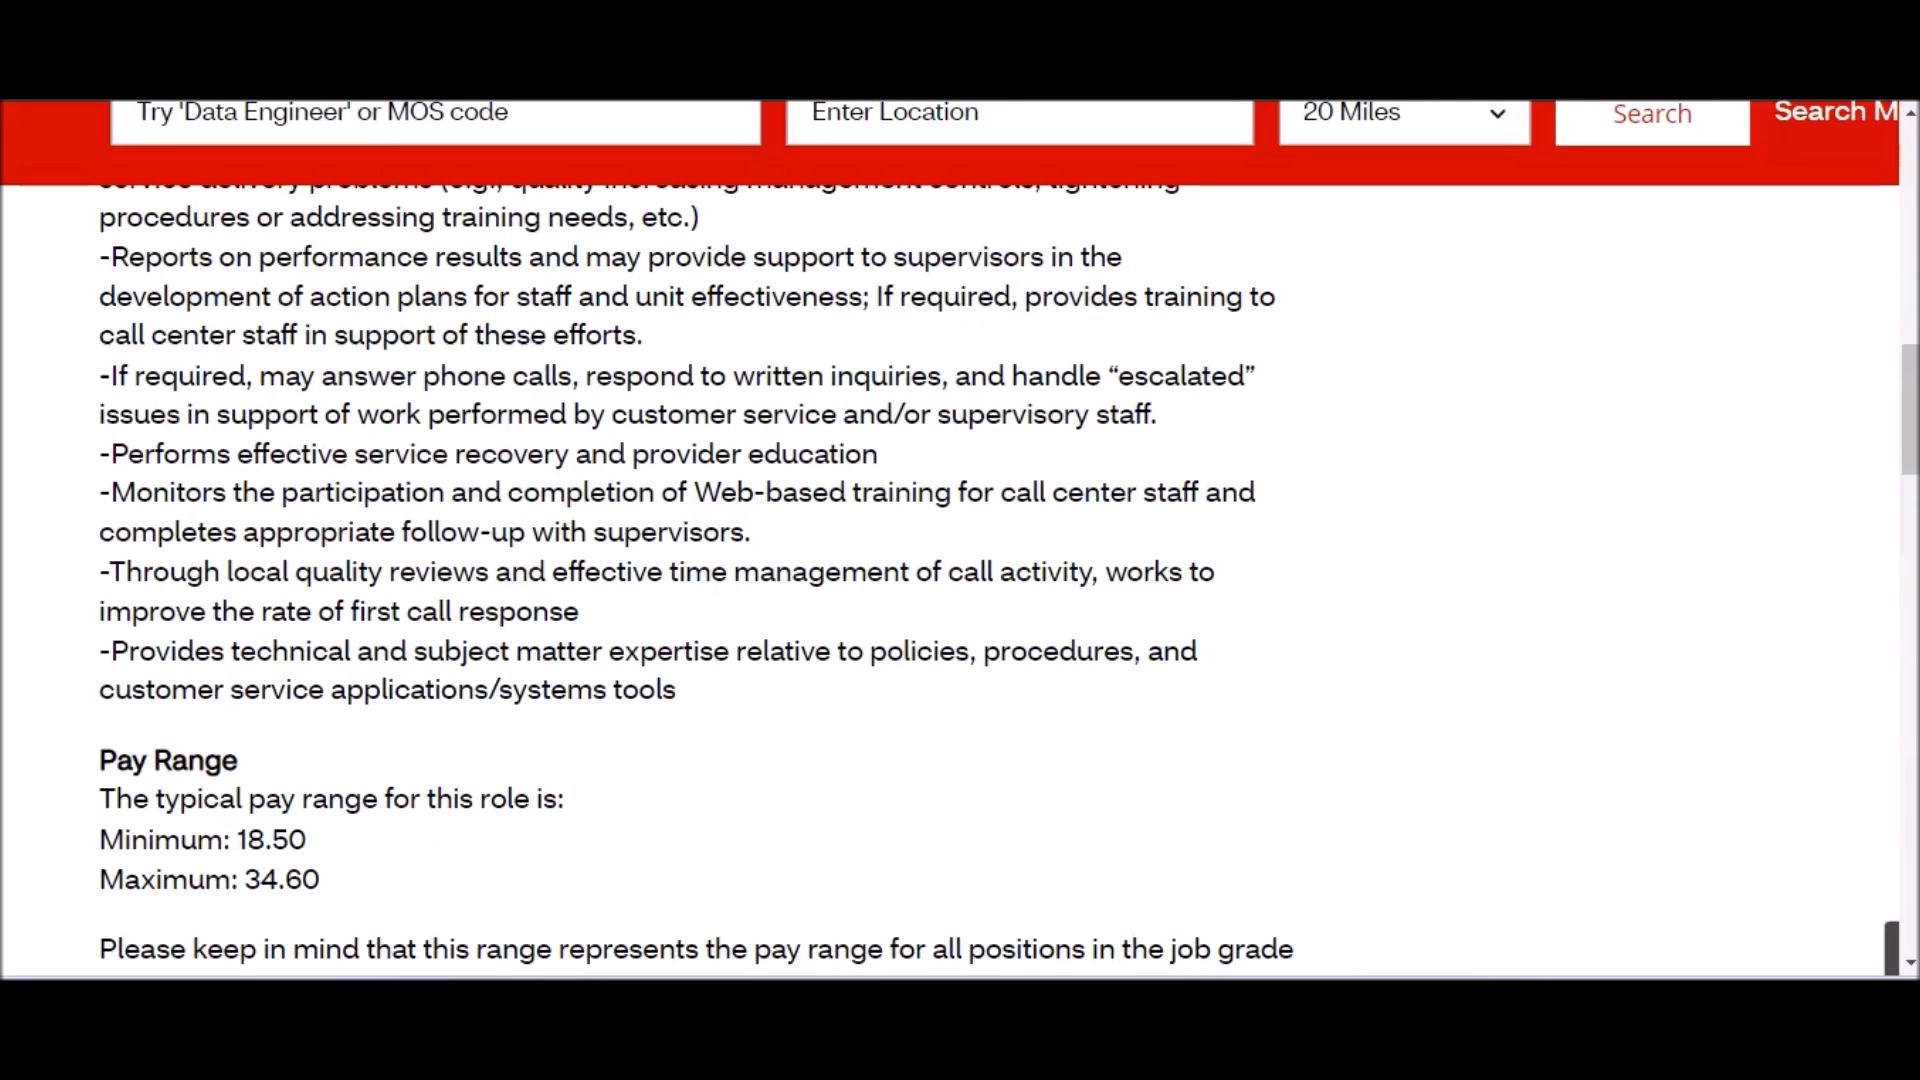 Try 'Data Engineer' or MOS code
Enter Location
20 Miles
Search
Search M
service delivery problems (e.g., quality increasing management controls, tightening
procedures or addressing training needs, etc.)
-Reports on performance results and may provide support to supervisors in the
development of action plans for staff and unit effectiveness; If required, provides training to
call center staff in support of these efforts.
-If required, may answer phone calls, respond to written inquiries, and handle “escalated”
issues in support of work performed by customer service and/or supervisory staff.
-Performs effective service recovery and provider education
-Monitors the participation and completion of Web-based training for call center staff and
completes appropriate follow-up with supervisors.
-Through local quality reviews and effective time management of call activity, works to
improve the rate of first call response
-Provides technical and subject matter expertise relative to policies, procedures, and
customer service applications/systems tools
Pay Range
The typical pay range for this role is:
Minimum: 18.50
Maximum: 34.60
Please keep in mind that this range represents the pay range for all positions in the job grade